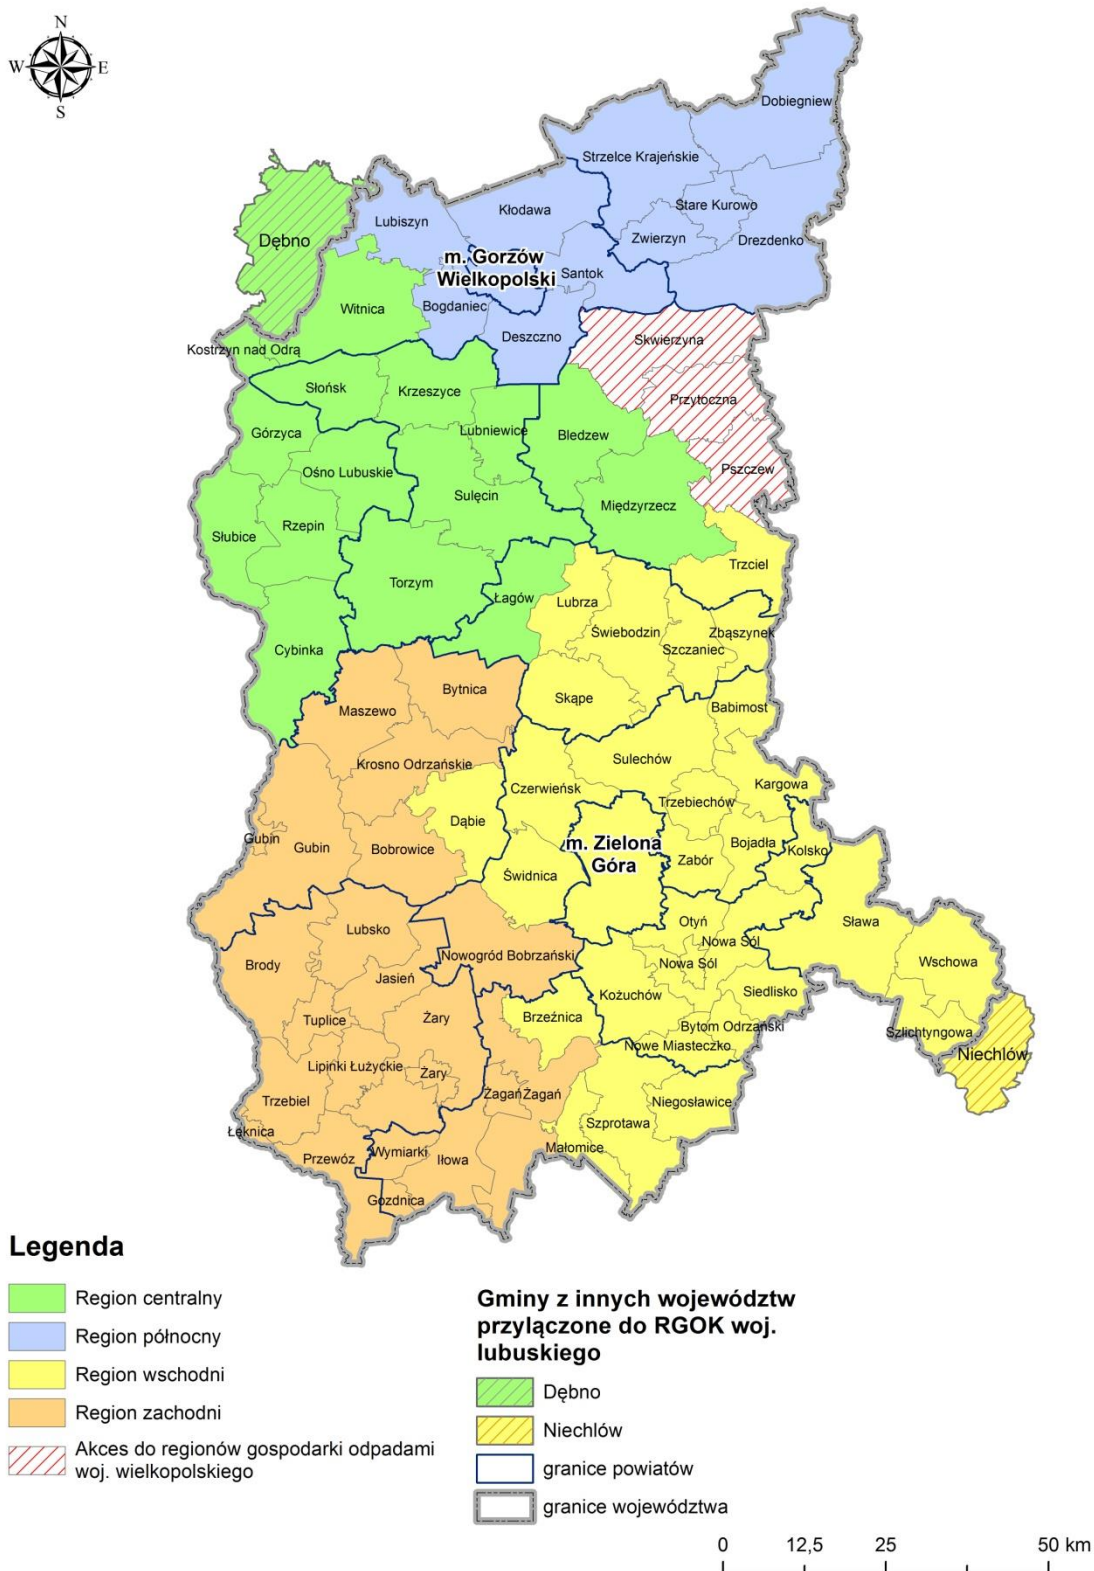 N
W E
S
Dobiegniew
Strzelce Krajeńskie
Stare Kurowo
Kłodawa
Lubiszyn
Zwierzyn
Drezdenko
Dębno
m. Gorzów
Wielkopolski
Santok
Bogdaniec
Witnica
Deszczno
Skwierzyna
Kostrzyn nad Odrą
Słońsk
Krzeszyce
Przytoczna
Górzyca
Lubniewice
Bledzew
Ośno Lubuskie
Pszczew
Sulęcin
Międzyrzecz
Rzepin
Słubice
Trzciel
Torzym
Łagów
Lubrza
Świebodzin
Zbąszynek
Szczaniec
Cybinka
Bytnica
Skąpe
Babimost
Maszewo
Sulechów
Krosno Odrzańskie
Czerwieńsk
Kargowa
Trzebiechów
Dąbie
Gubin
Gubin
Bobrowice
m. Zielona
Góra
Bojadła
Kolsko
Zabór
Świdnica
Sława
Otyń
Lubsko
Nowa Sól
Nowogród Bobrzański
Nowa Sól
Wschowa
Brody
Jasień
Kożuchów
Siedlisko
Tuplice
Żary
Brzeźnica
Bytom Odrzański
Szlichtyngowa
Nowe Miasteczko
Niechlów
Lipinki Łużyckie
Żary
Żagań
Żagań
Trzebiel
Niegosławice
Szprotawa
Łęknica
Małomice
Przewóz
Wymiarki
Iłowa
Gozdnica
Legenda
Region centralny
Region północny
Region wschodni
Region zachodni
Akces do regionów gospodarki odpadami
woj. wielkopolskiego
Gminy z innych województw
przyłączone do RGOK woj.
lubuskiego
Dębno
Niechlów
granice powiatów
granice województwa
0 12,5 25 50 km